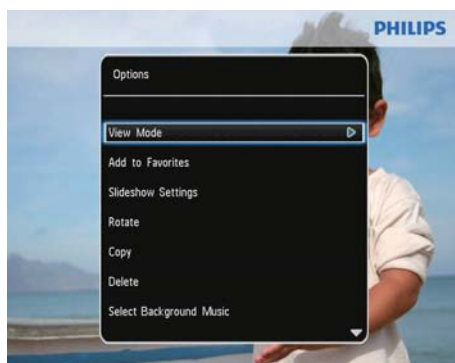 PHILIPS
Options
View Mode
Add to Favorites
Slideshow Settings
Rotate
Copy
Delete
Select Background Music